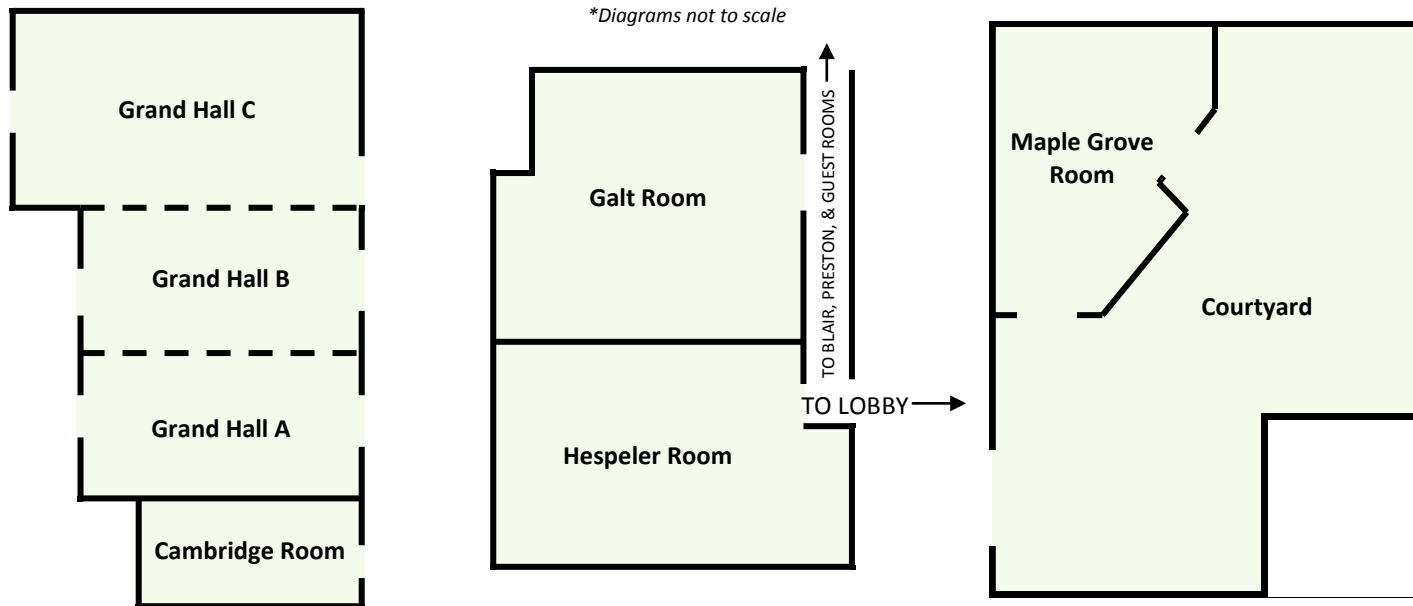 *Diagrams not to scale
Grand Hall C
Grand Hall B
Grand Hall A
Cambridge Room
Galt Room
Hespeler Room
TO BLAIR, PRESTON, & GUEST ROOMS
TO LOBBY
Maple Grove
Room
Courtyard